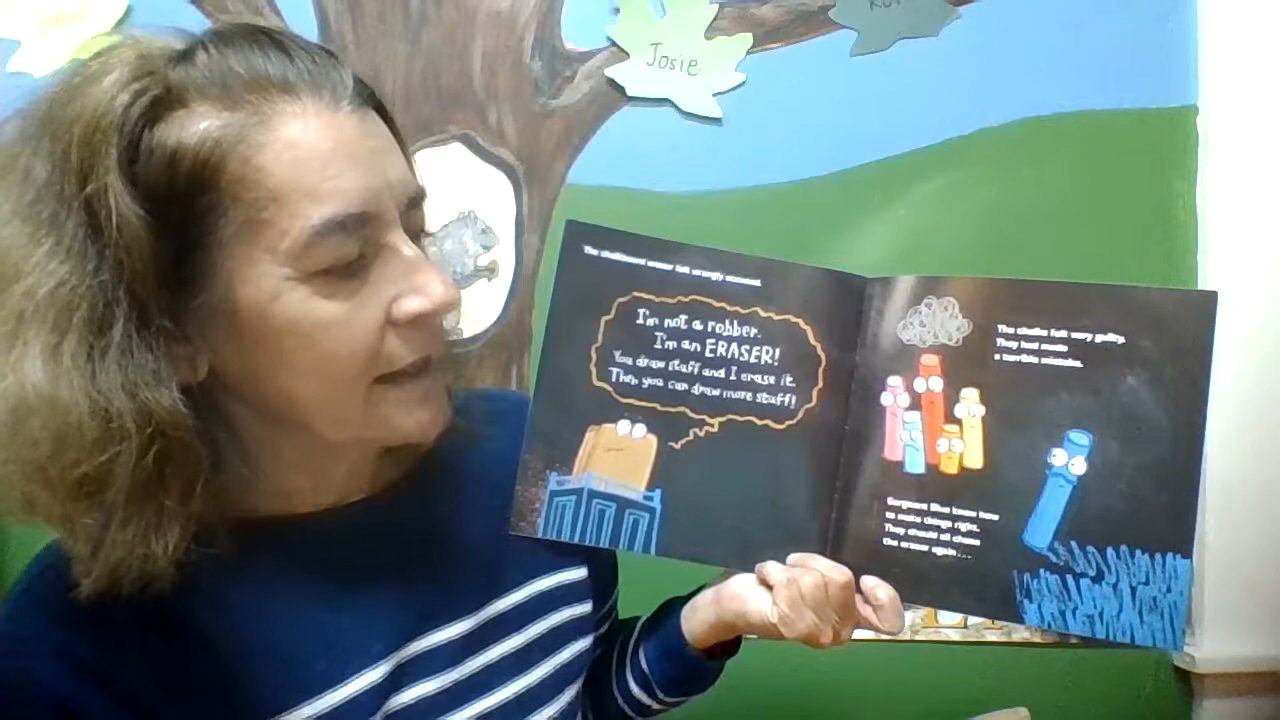 Josie
The chalkboard eraser felt strongly
I'm not a robber.
I'm an ERASER!
You draw stuff and I erase it.
Then you can draw more stuff!
The chalks felt very guilty.
They had made
a terrible mistake.
Sergeant Blue knew how
to make things right.
They should all chase
the eraser again ...